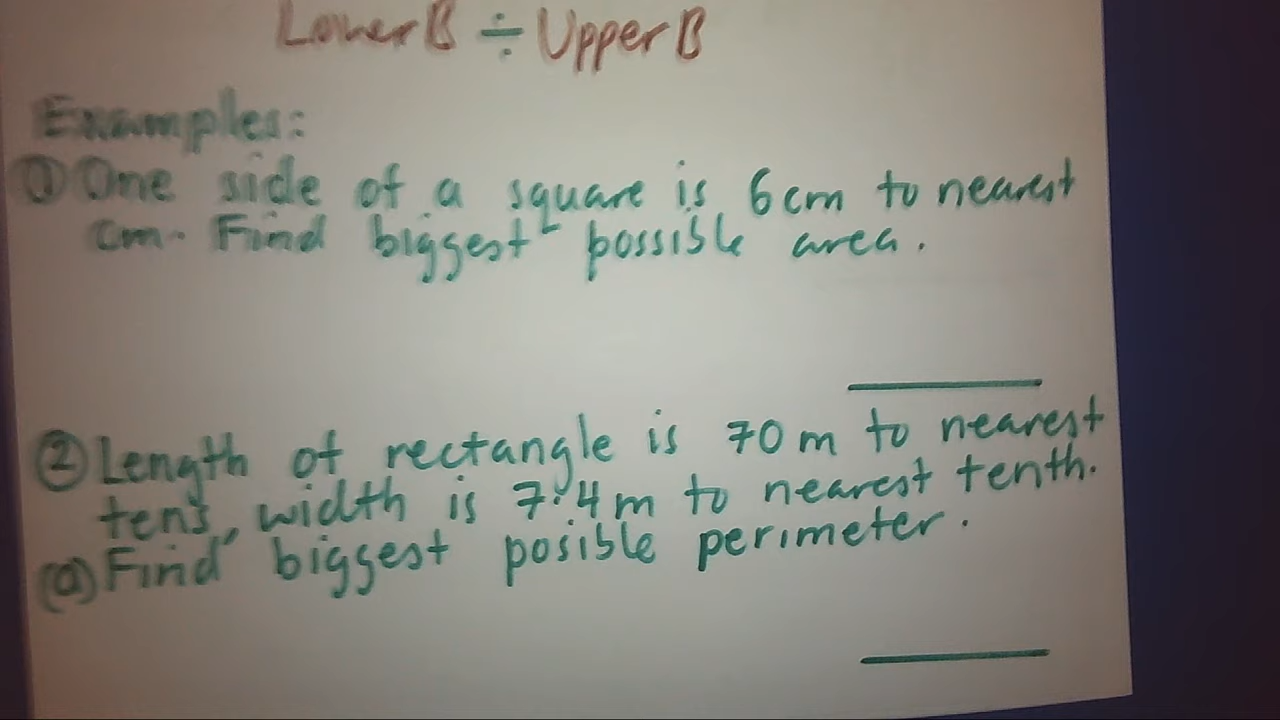 Lower B ÷ Upper B
Examples:
① One side of a square is 6cm to nearest
cm. Find biggest possible area.
② Length of rectangle is 70m to nearest
tens, width is 7.4m to nearest tenth.
(a) Find biggest posible perimeter.